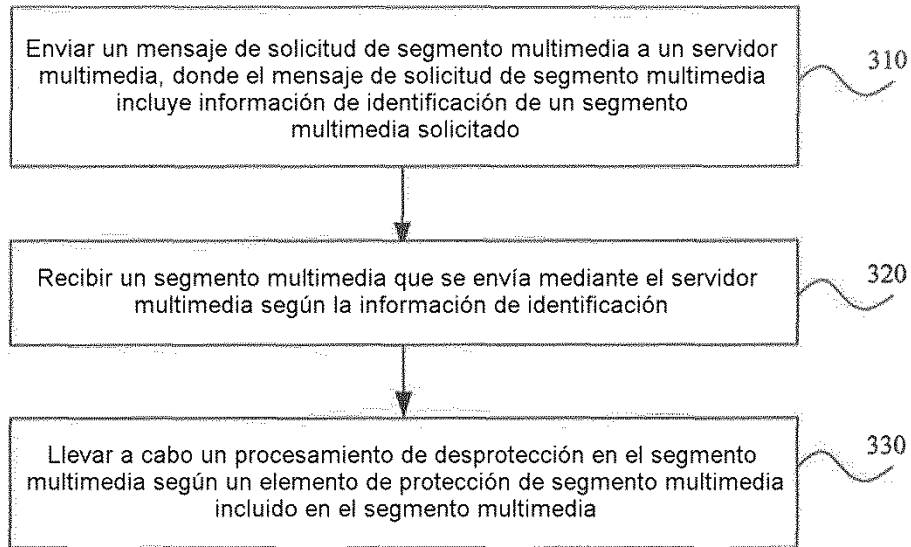 Enviar un mensaje de solicitud de segmento multimedia a un servidor
multimedia, donde el mensaje de solicitud de segmento multimedia
incluye información de identificación de un segmento
multimedia solicitado
310
Recibir un segmento multimedia que se envía mediante el servidor
multimedia según la información de identificación
320
Llevar a cabo un procesamiento de desprotección en el segmento
multimedia según un elemento de protección de segmento multimedia
incluido en el segmento multimedia
330